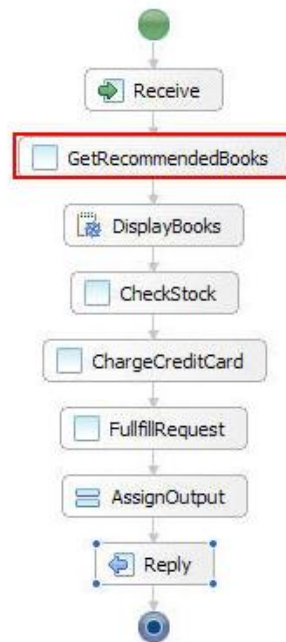 Receive
GetRecommendedBooks
DisplayBooks
CheckStock
ChargeCreditCard
FullfillRequest
AssignOutput
Reply